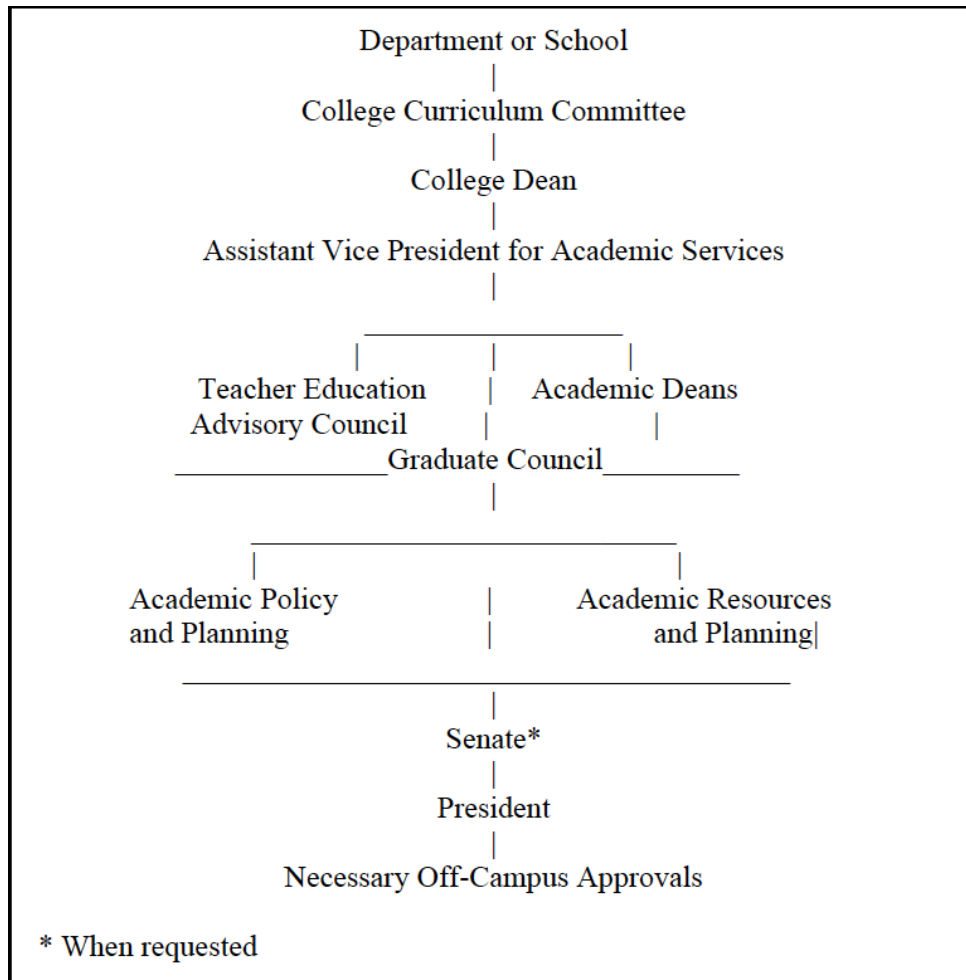 Department or School
College Curriculum Committee
College Dean
Assistant Vice President for Academic Services
Teacher Education
Academic Deans
Advisory Council
Graduate Council
Academic Policy
Academic Resources
and Planning
and Planning
Senate*
President
Necessary Off-Campus Approvals
* When requested